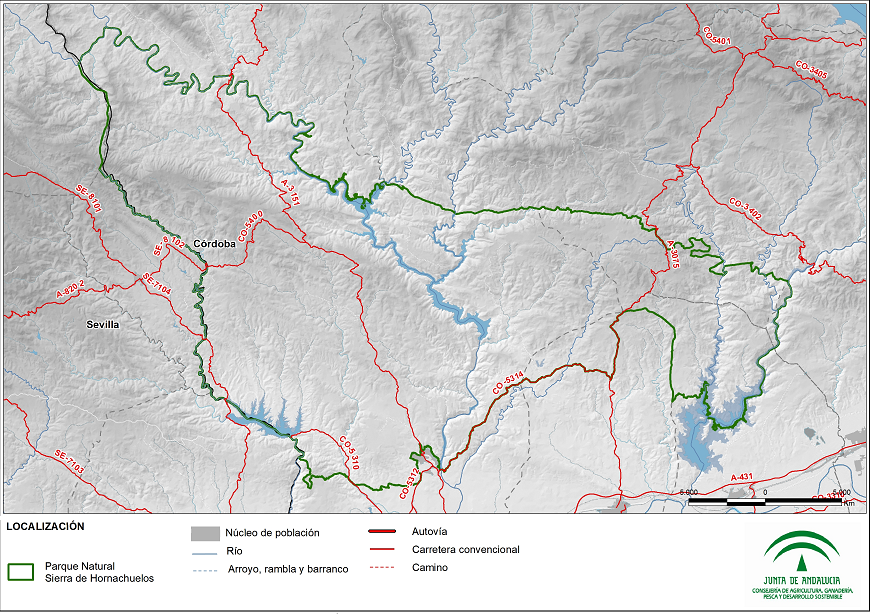 CO-5401
CO-3405
SE-8101
A-3151
CO-5400
SE-8102
Córdoba
CO-3402
A-3075
A-8202
SE-7104
Sevilla
CO-5314
CO-5310
SE-7103
CO-5312
A-431
5.000 0 5.000
Km
LOCALIZACIÓN
Parque Natural
Sierra de Hornachuelos
Núcleo de población
Río
Arroyo, rambla y barranco
Autovía
Carretera convencional
Camino
JUNTA DE ANDALUCIA
CONSEJERÍA DE AGRICULTURA, GANADERÍA,
PESCA Y DESARROLLO SOSTENIBLE